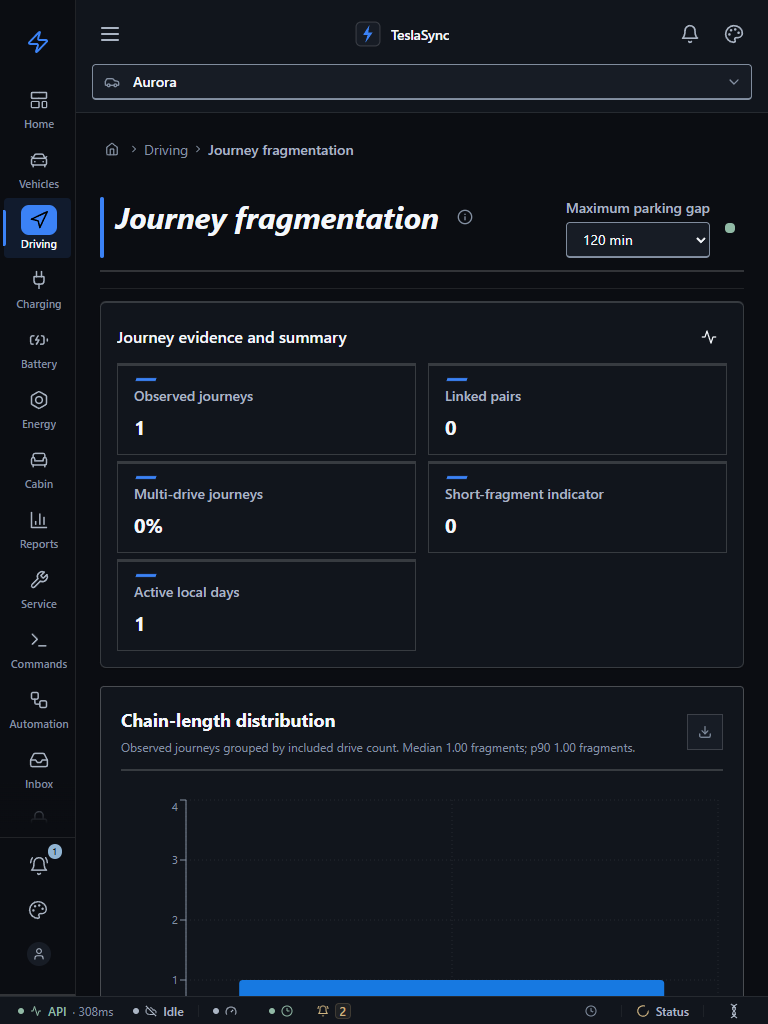 TeslaSync
Aurora
Home
Vehicles
Driving
Charging
Battery
Energy
Cabin
Reports
Service
Commands
Automation
Inbox
1
Driving
Journey fragmentation
Journey fragmentation
Maximum parking gap
120 min
Journey evidence and summary
Observed journeys
1
Linked pairs
0
Multi-drive journeys
0%
Short-fragment indicator
0
Active local days
1
Chain-length distribution
Observed journeys grouped by included drive count. Median 1.00 fragments; p90 1.00 fragments.
4
3
2
1
API · 308ms
Idle
2
Status